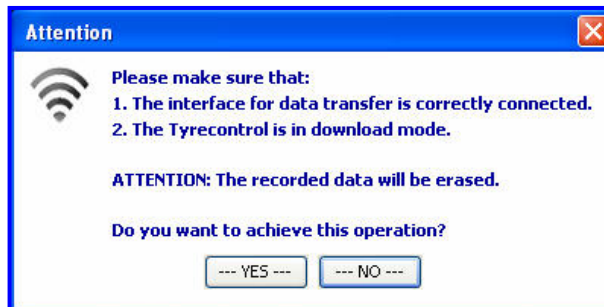 Attention
Please make sure that:
1. The interface for data transfer is correctly connected.
2. The Tyrecontrol is in download mode.
ATTENTION: The recorded data will be erased.
Do you want to achieve this operation?
--- YES --- --- NO ---